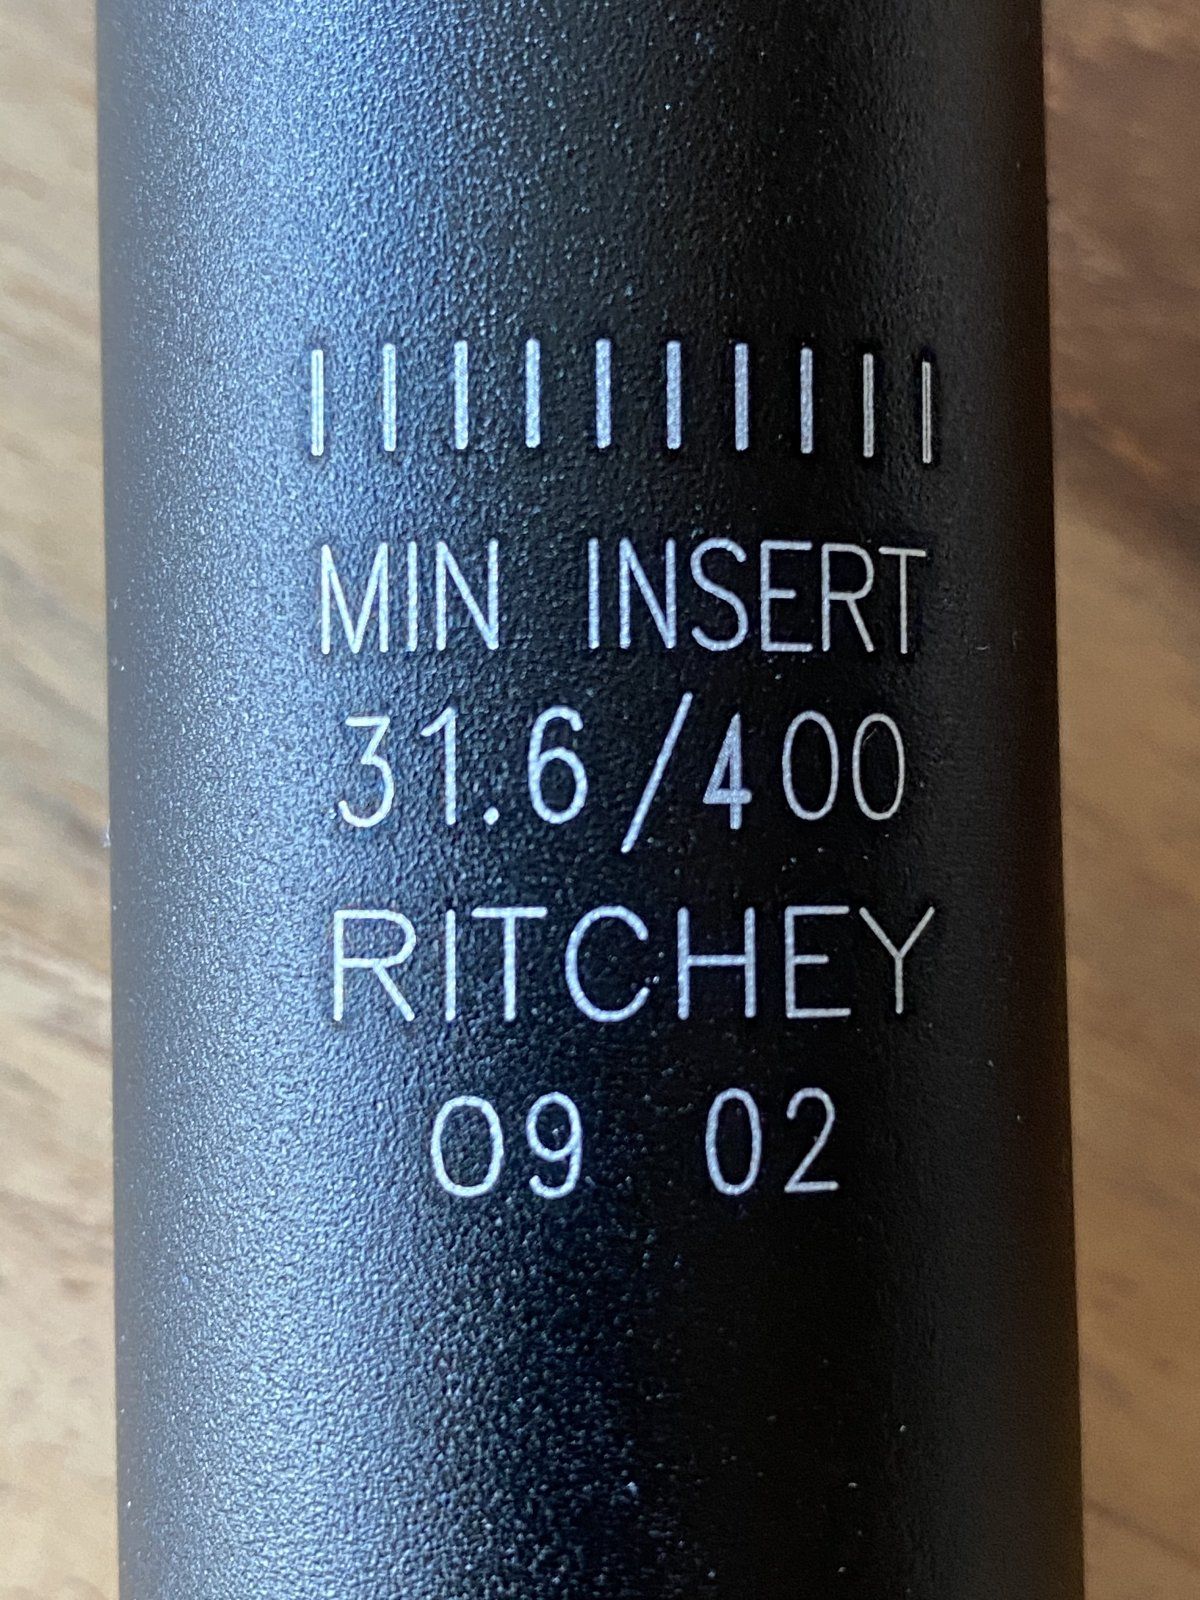 MIN INSERT
31.6/400
RITCHEY
09 02